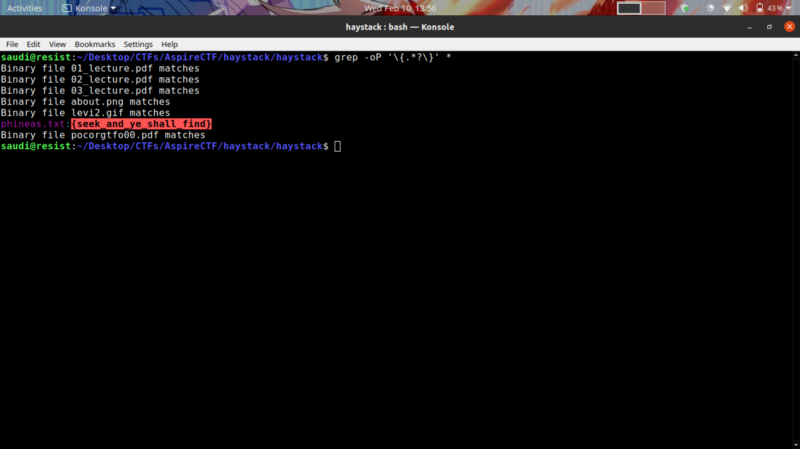 Activities Konsole Wed Feb 10, 13:56 43 %
haystack : bash — Konsole
File Edit View Bookmarks Settings Help
saudi@resist:~/Desktop/CTFs/AspireCTF/haystack/haystack$ grep -oP '\{.*?\}' *
Binary file 01_lecture.pdf matches
Binary file 02_lecture.pdf matches
Binary file 03_lecture.pdf matches
Binary file about.png matches
Binary file levi2.gif matches
phineas.txt:{seek_and_ye_shall_find}
Binary file pocorgtfo00.pdf matches
saudi@resist:~/Desktop/CTFs/AspireCTF/haystack/haystack$